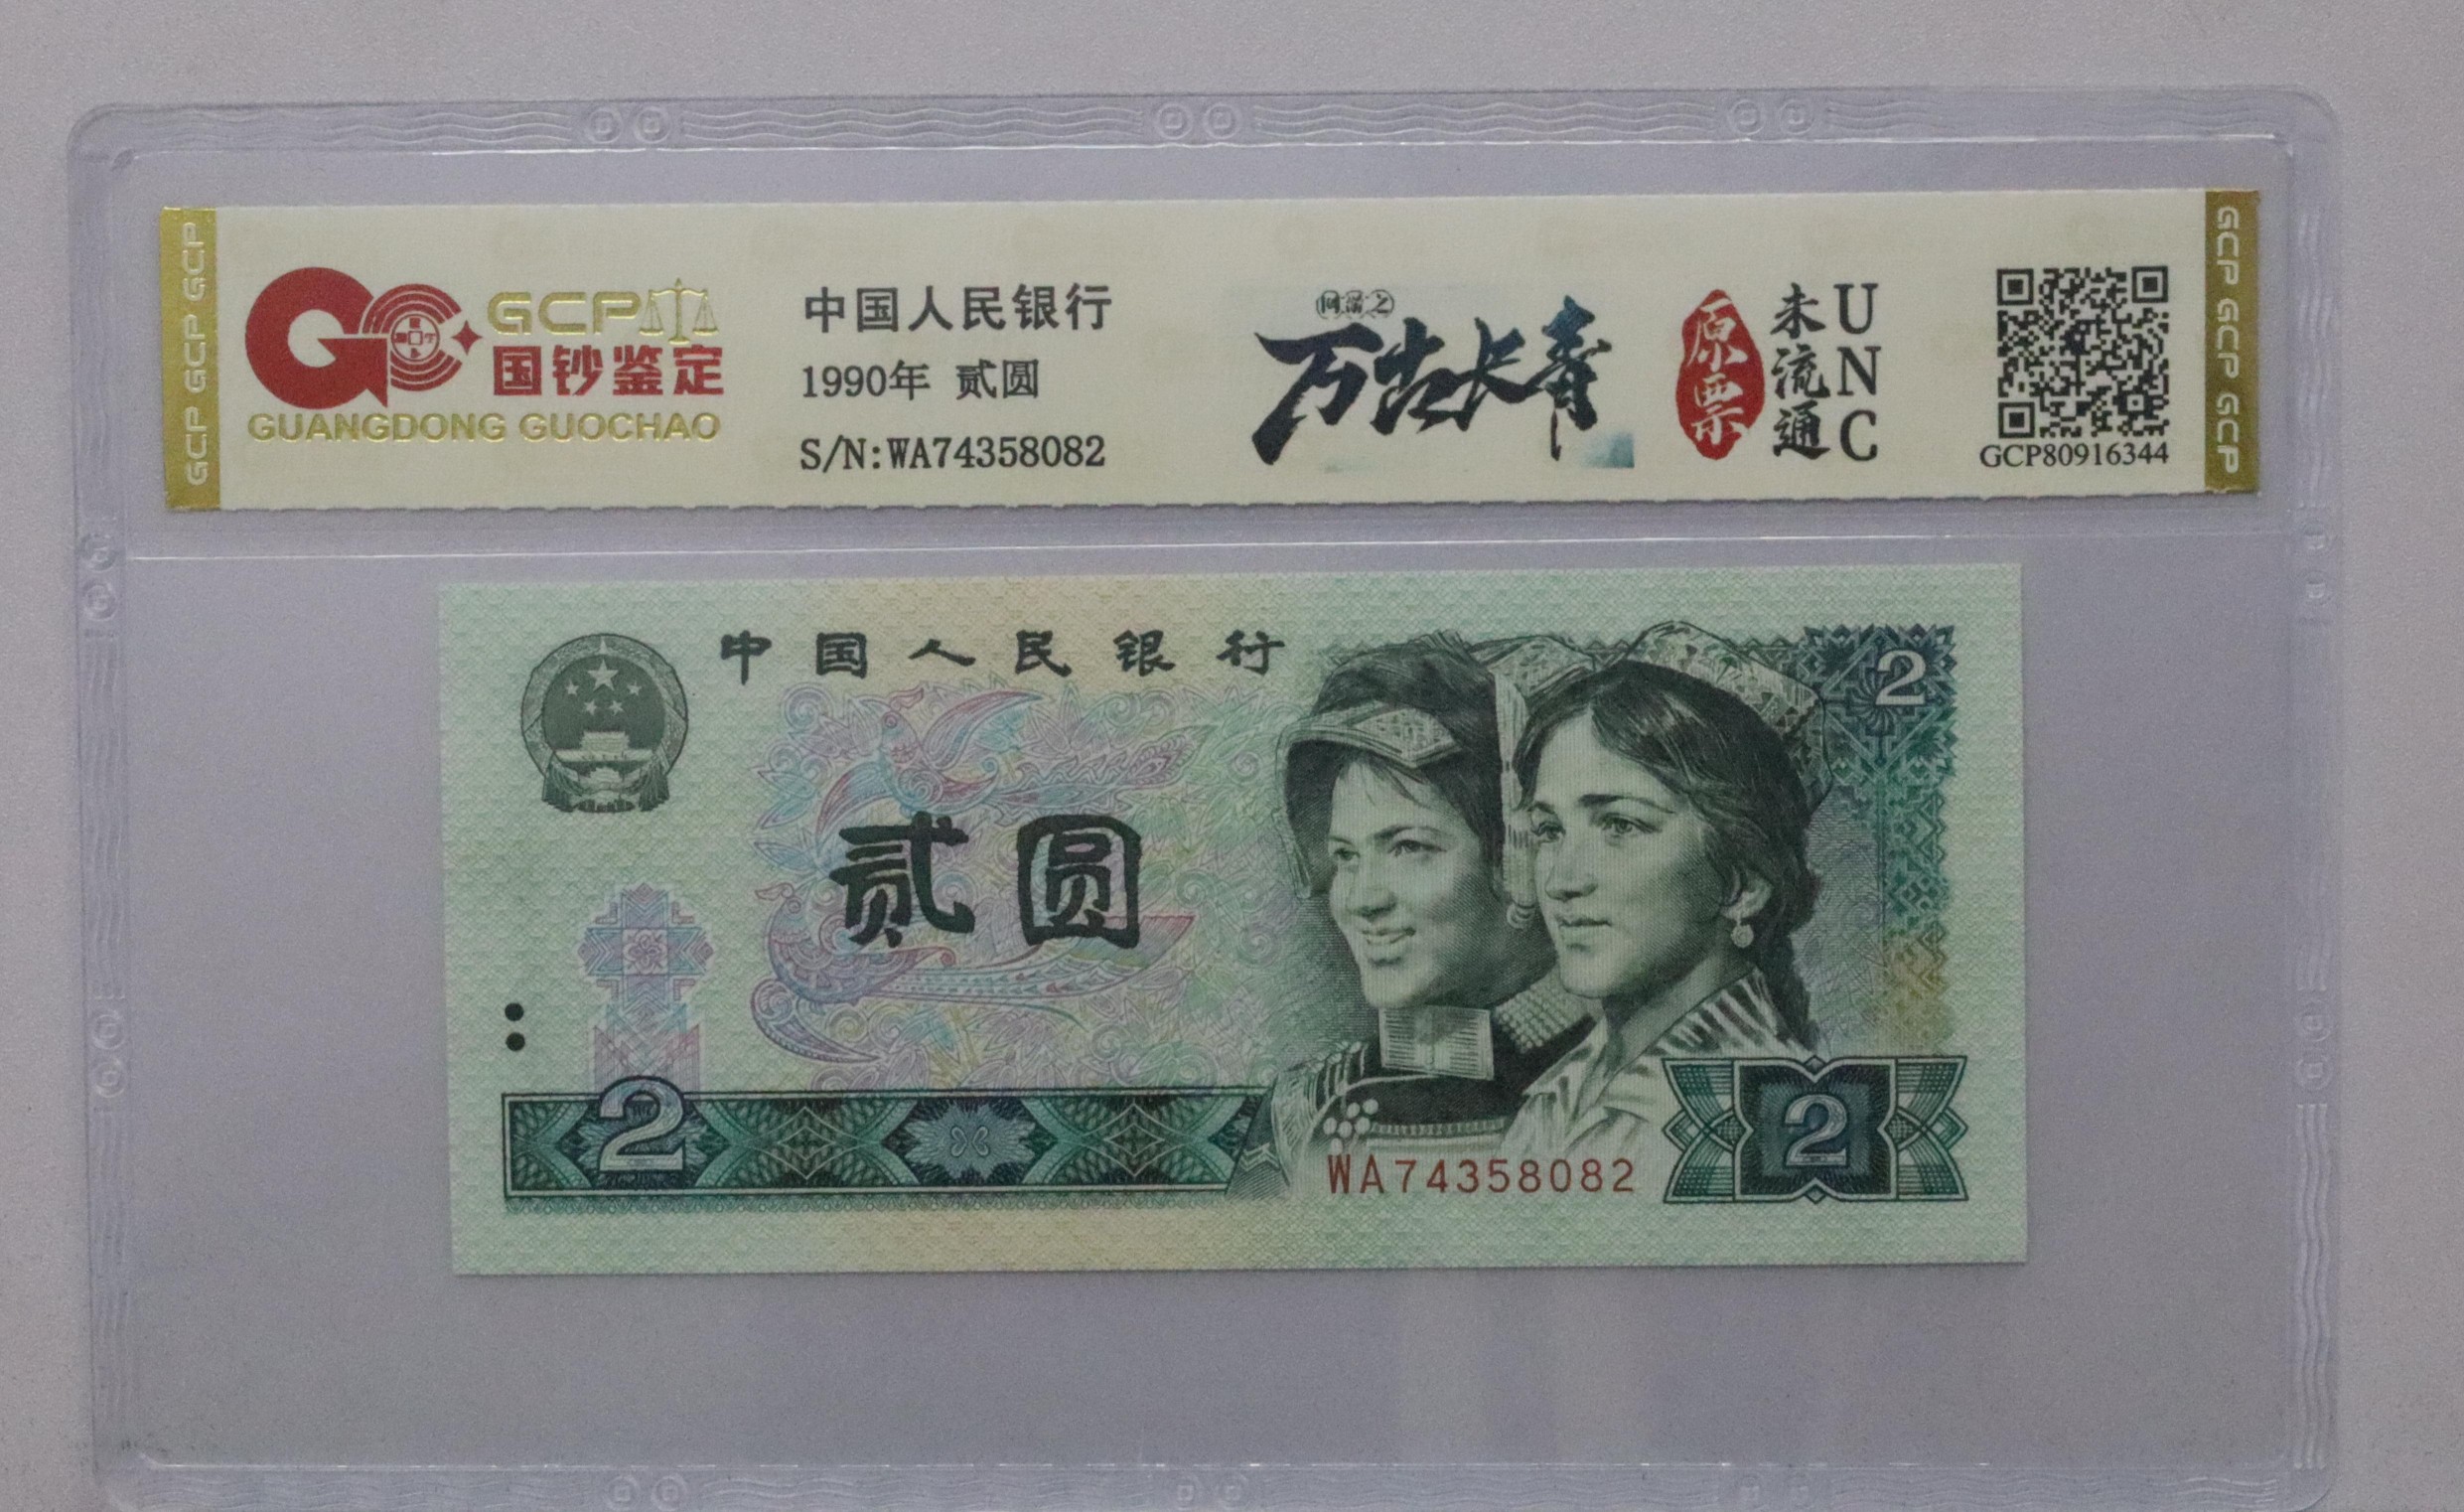 GCP GCP GCP
GCP
国钞鉴定
GUANGDONG GUOCHAO
中国人民银行
1990年 贰圆
S/N:WA74358082
万古长青
原票
未流通
UNC
GCP80916344
GCP GCP GCP
中国人民银行
2
贰圆
2
WA74358082
2